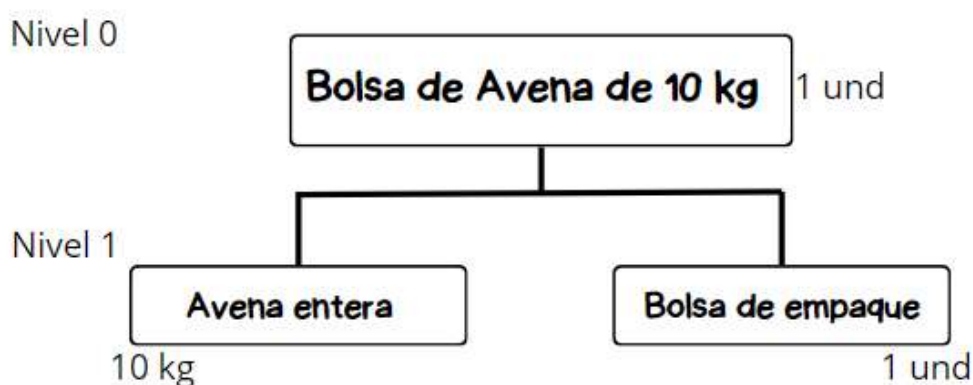 Nivel 0
Bolsa de Avena de 10 kg
1 und
Nivel 1
Avena entera
Bolsa de empaque
10 kg
1 und